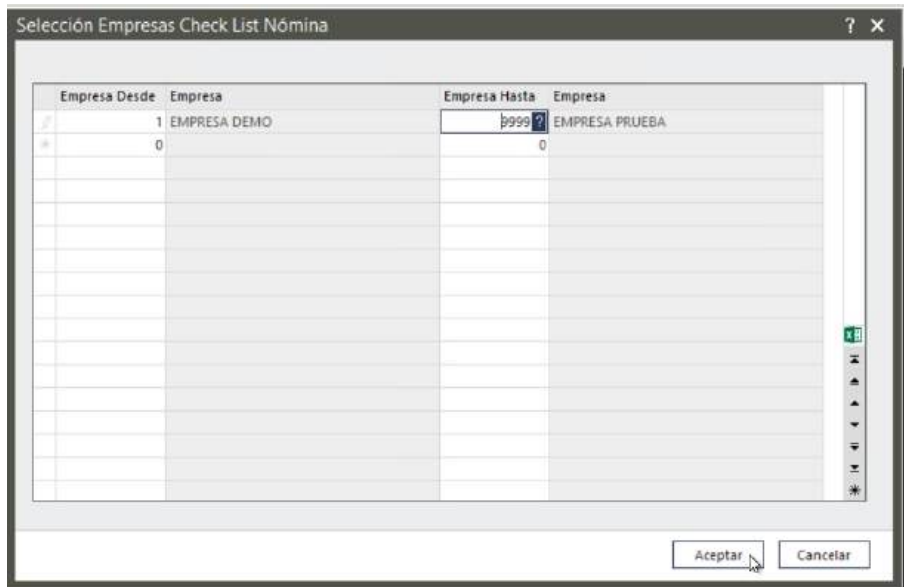 Selección Empresas Check List Nómina ? X
Empresa Desde Empresa Empresa Hasta Empresa
1 EMPRESA DEMO 9999 ? EMPRESA PRUEBA
0 0
Aceptar Cancelar